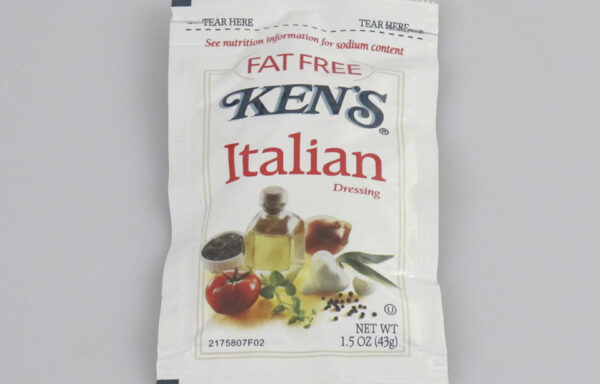 TEAR HERE TEAR HERE
See nutrition information for sodium content
FAT FREE
KEN'S®
Italian
Dressing
U
NET WT
1.5 OZ (43g)
2175807F02